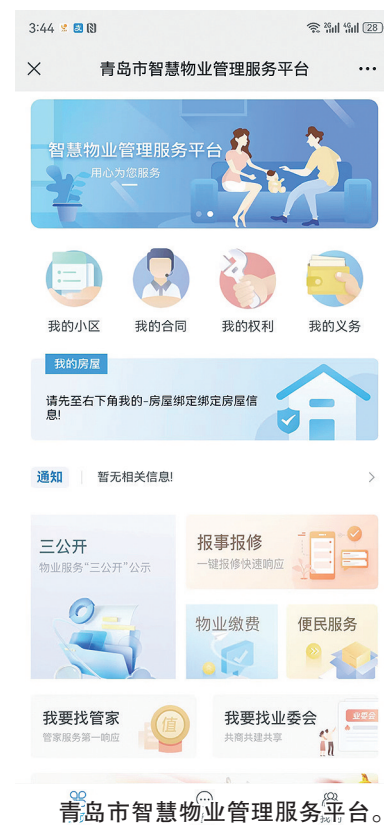 3:44
2G 4G 28
青岛市智慧物业管理服务平台
智慧物业管理服务平台
用心为您服务
我的小区 我的合同 我的权利 我的义务
我的房屋
请先至右下角我的-房屋绑定绑定房屋信
息!
通知 暂无相关信息!
三公开
物业服务“三公开”公示
报事报修
一键报修快速响应
物业缴费 便民服务
我要找管家
管家服务第一响应
值
我要找业委会
共商共建共享
业委会
青岛市智慧物业管理服务平台。